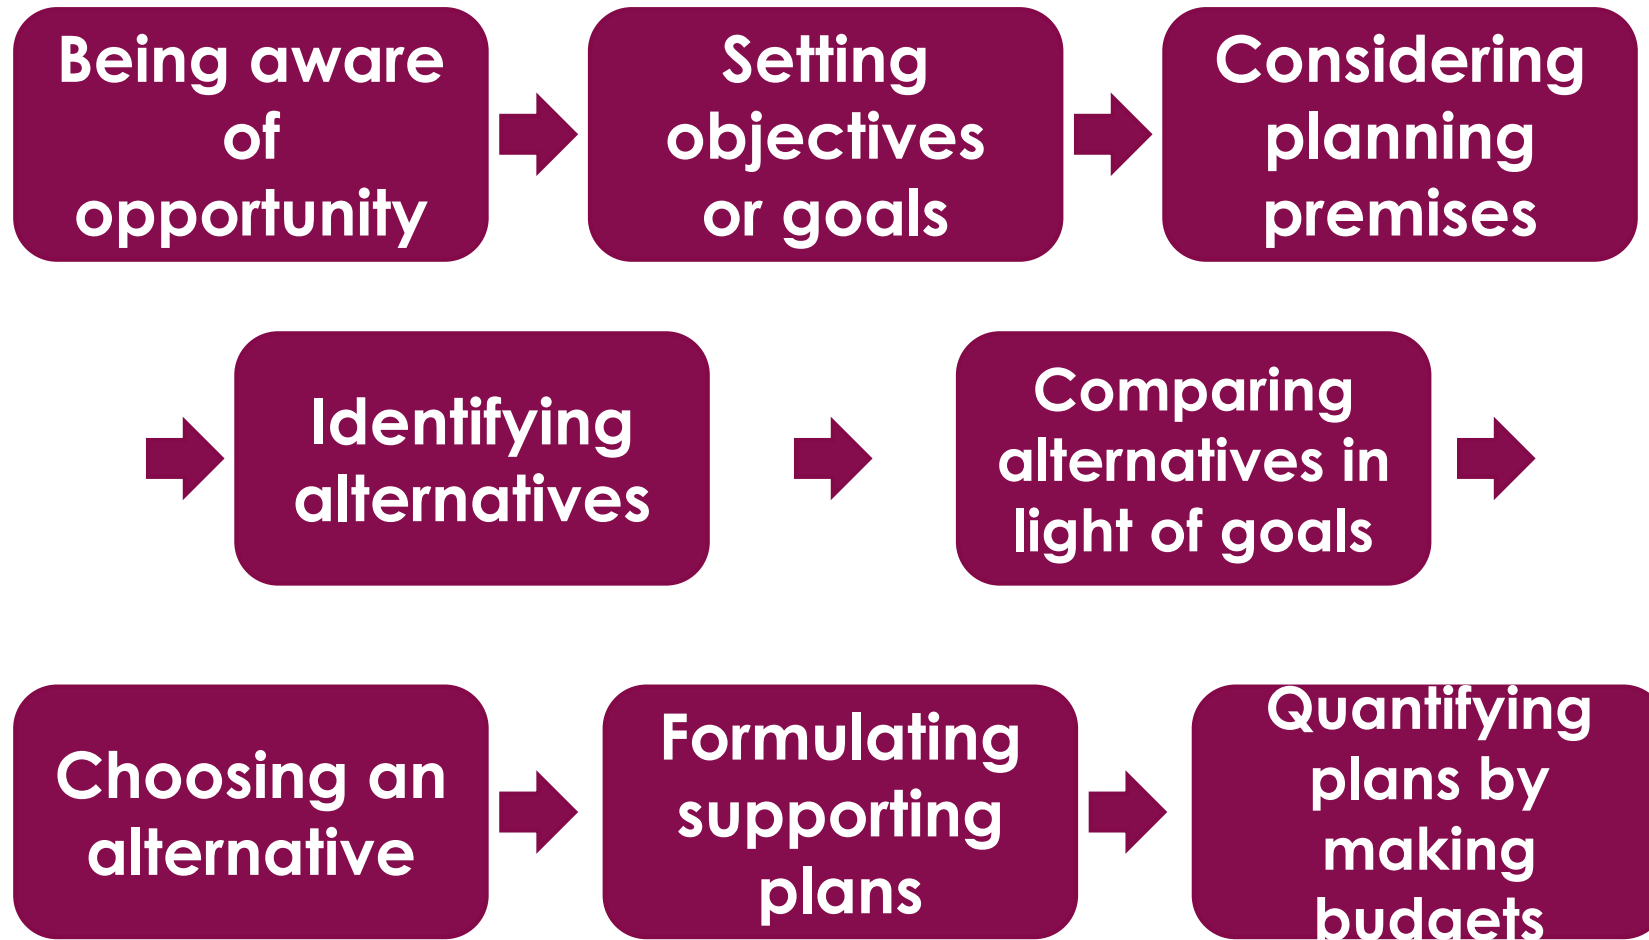 Being aware
of
opportunity
Setting
objectives
or goals
Considering
planning
premises
Identifying
alternatives
Comparing
alternatives in
light of goals
Choosing an
alternative
Formulating
supporting
plans
Quantifying
plans by
making
budgets